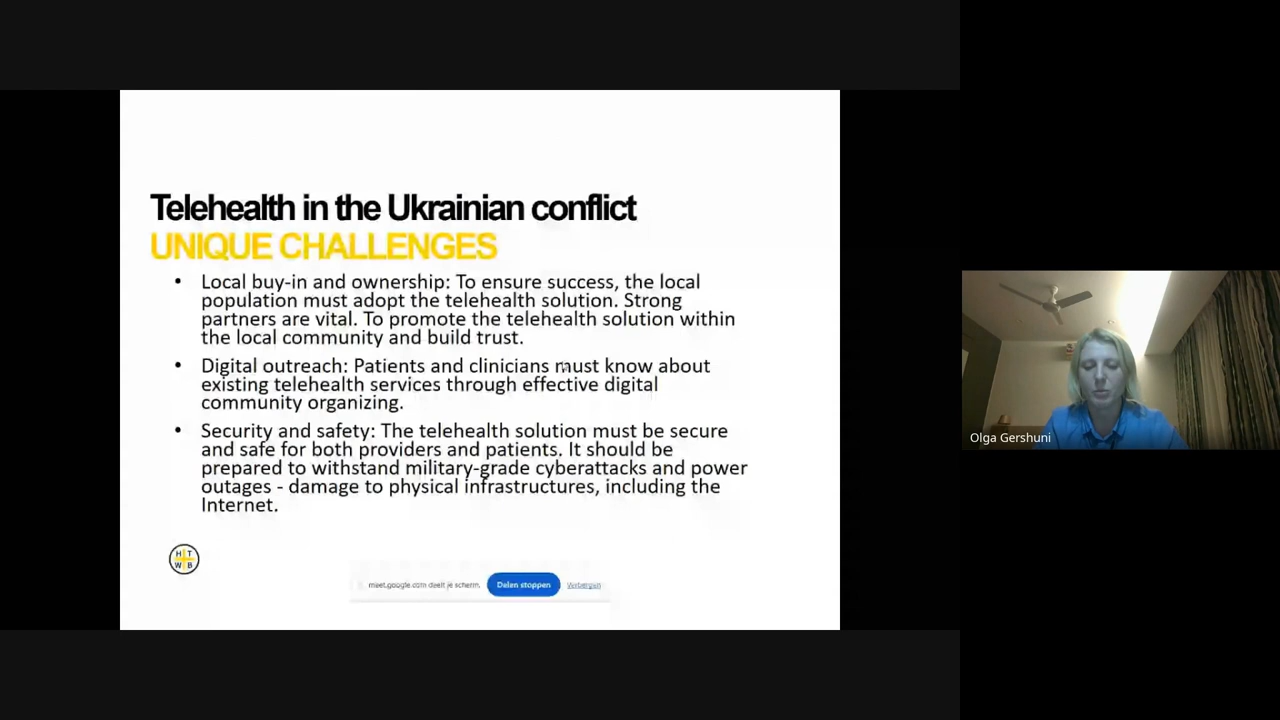 Telehealth in the Ukrainian conflict
UNIQUE CHALLENGES
• Local buy-in and ownership: To ensure success, the local
population must adopt the telehealth solution. Strong
partners are vital. To promote the telehealth solution within
the local community and build trust.
• Digital outreach: Patients and clinicians must know about
existing telehealth services through effective digital
community organizing.
• Security and safety: The telehealth solution must be secure
and safe for both providers and patients. It should be
prepared to withstand military-grade cyberattacks and power
outages - damage to physical infrastructures, including the
Internet.
H T
W B
meet.google.com deelt je scherm.
Delen stoppen
Verbergen
Olga Gershuni